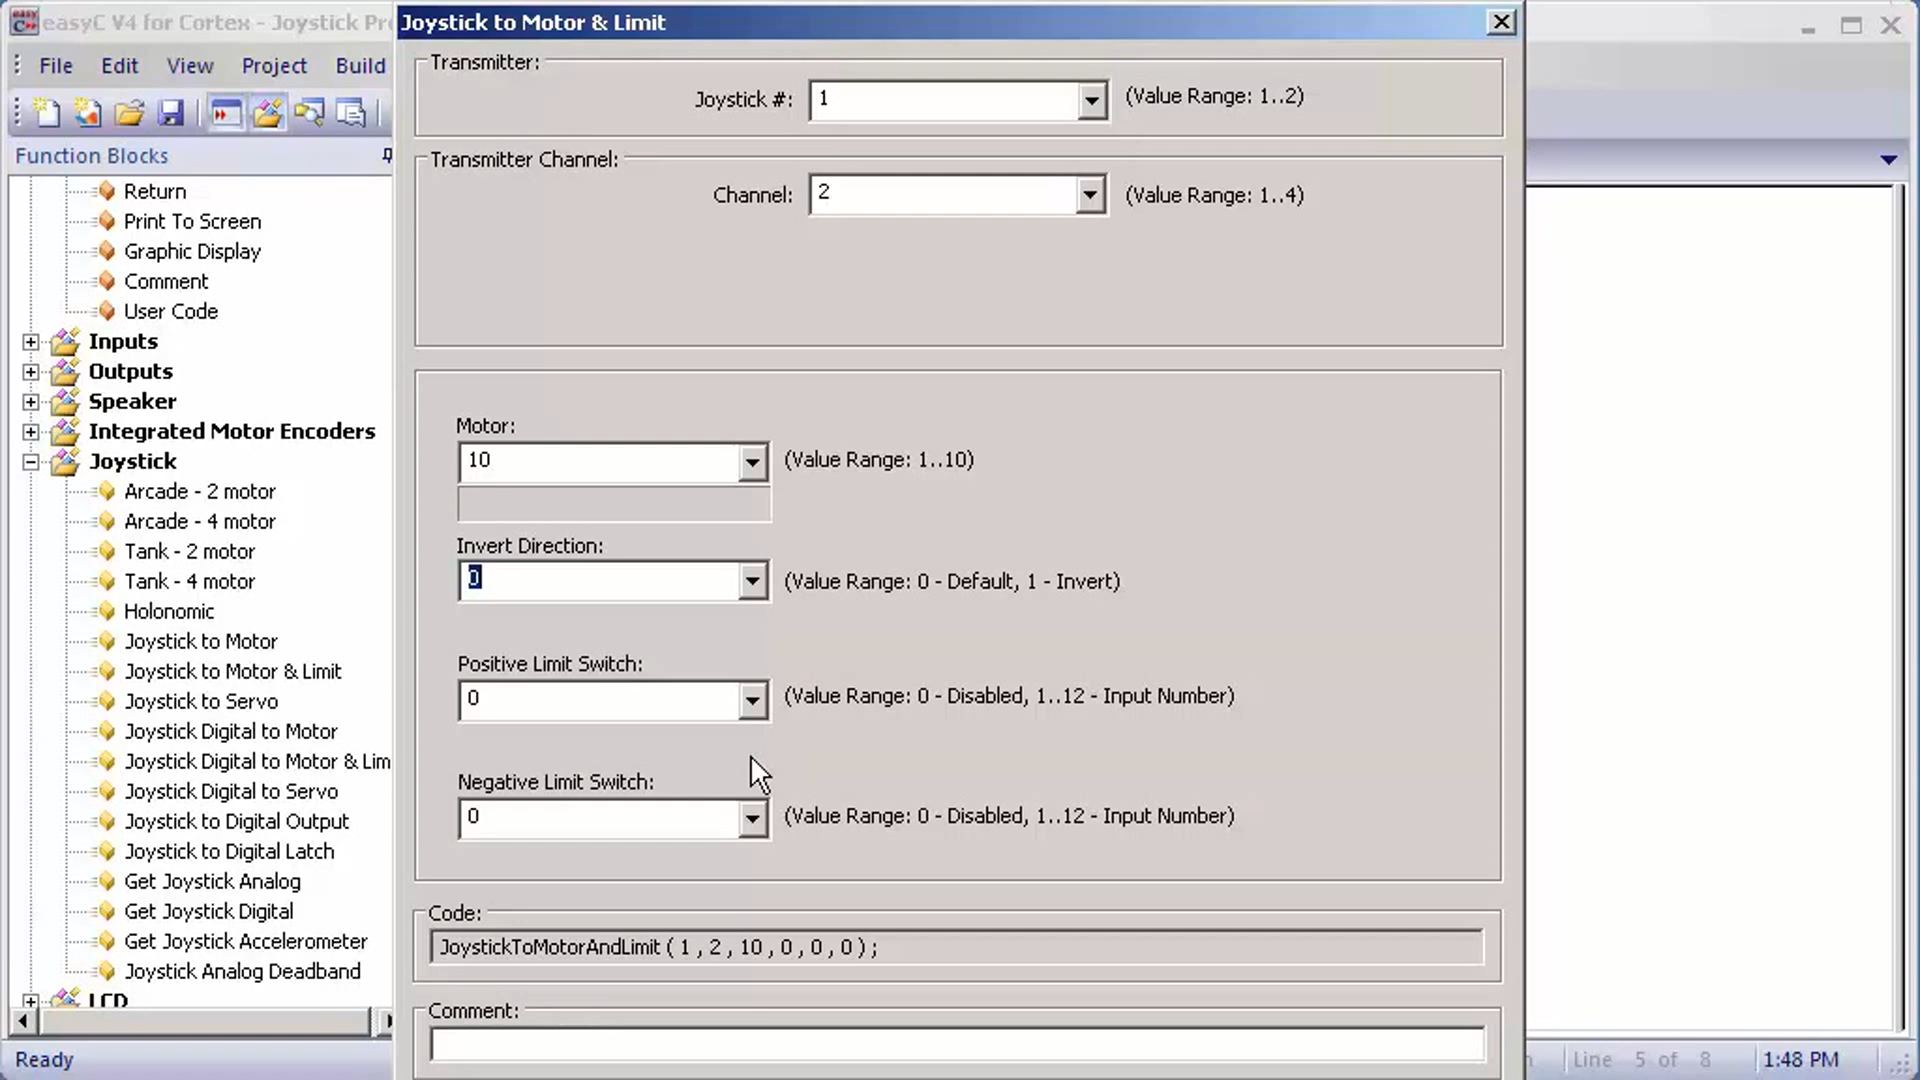 easyC V4 for Cortex - Joystick Pr
Joystick to Motor & Limit
File Edit View Project Build
Function Blocks
Return
Print To Screen
Graphic Display
Comment
User Code
Inputs
Outputs
Speaker
Integrated Motor Encoders
Joystick
Arcade - 2 motor
Arcade - 4 motor
Tank - 2 motor
Tank - 4 motor
Holonomic
Joystick to Motor
Joystick to Motor & Limit
Joystick to Servo
Joystick Digital to Motor
Joystick Digital to Motor & Lim
Joystick Digital to Servo
Joystick to Digital Output
Joystick to Digital Latch
Get Joystick Analog
Get Joystick Digital
Get Joystick Accelerometer
Joystick Analog Deadband
LCD
Transmitter:
Joystick #: 1 (Value Range: 1..2)
Transmitter Channel:
Channel: 2 (Value Range: 1..4)
Motor:
10 (Value Range: 1..10)
Invert Direction:
0 (Value Range: 0 - Default, 1 - Invert)
Positive Limit Switch:
0 (Value Range: 0 - Disabled, 1..12 - Input Number)
Negative Limit Switch:
0 (Value Range: 0 - Disabled, 1..12 - Input Number)
Code:
JoystickToMotorAndLimit ( 1 , 2 , 10 , 0 , 0 , 0 ) ;
Comment:
Ready
Line 5 of 8 1:48 PM